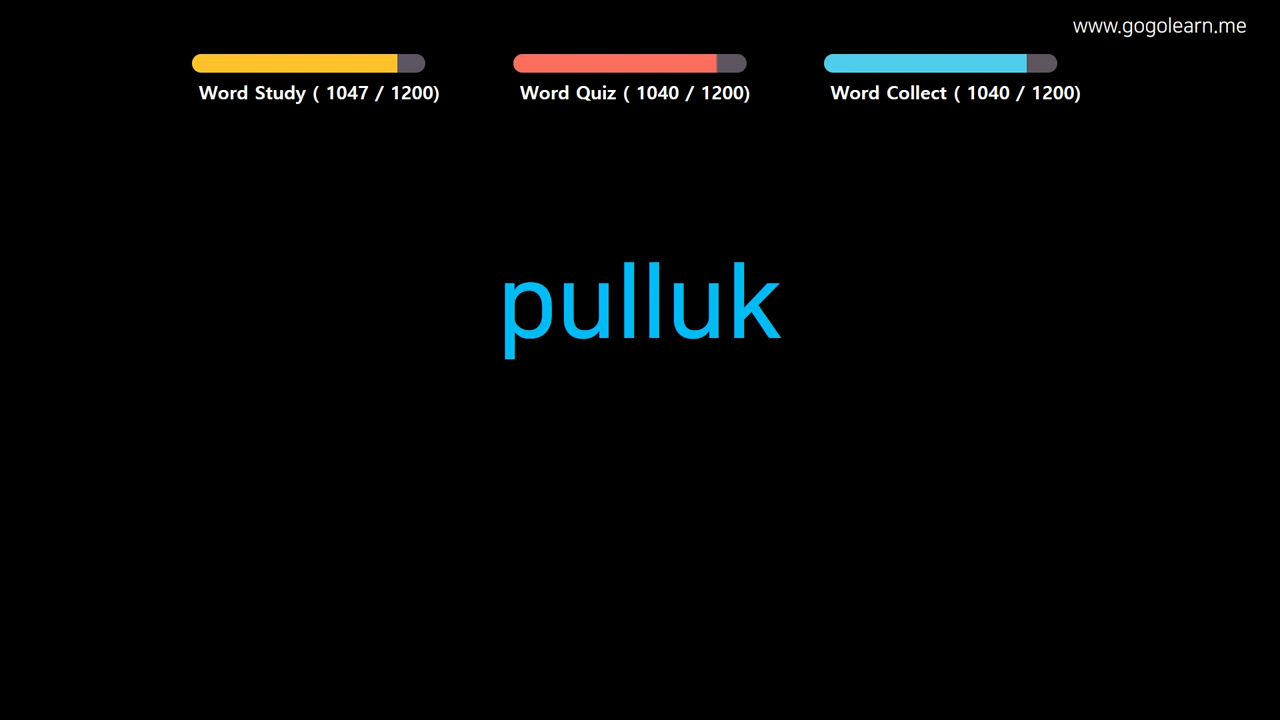 www.gogolearn.me
Word Study ( 1047 / 1200)
Word Quiz ( 1040 / 1200)
Word Collect ( 1040 / 1200)
pulluk